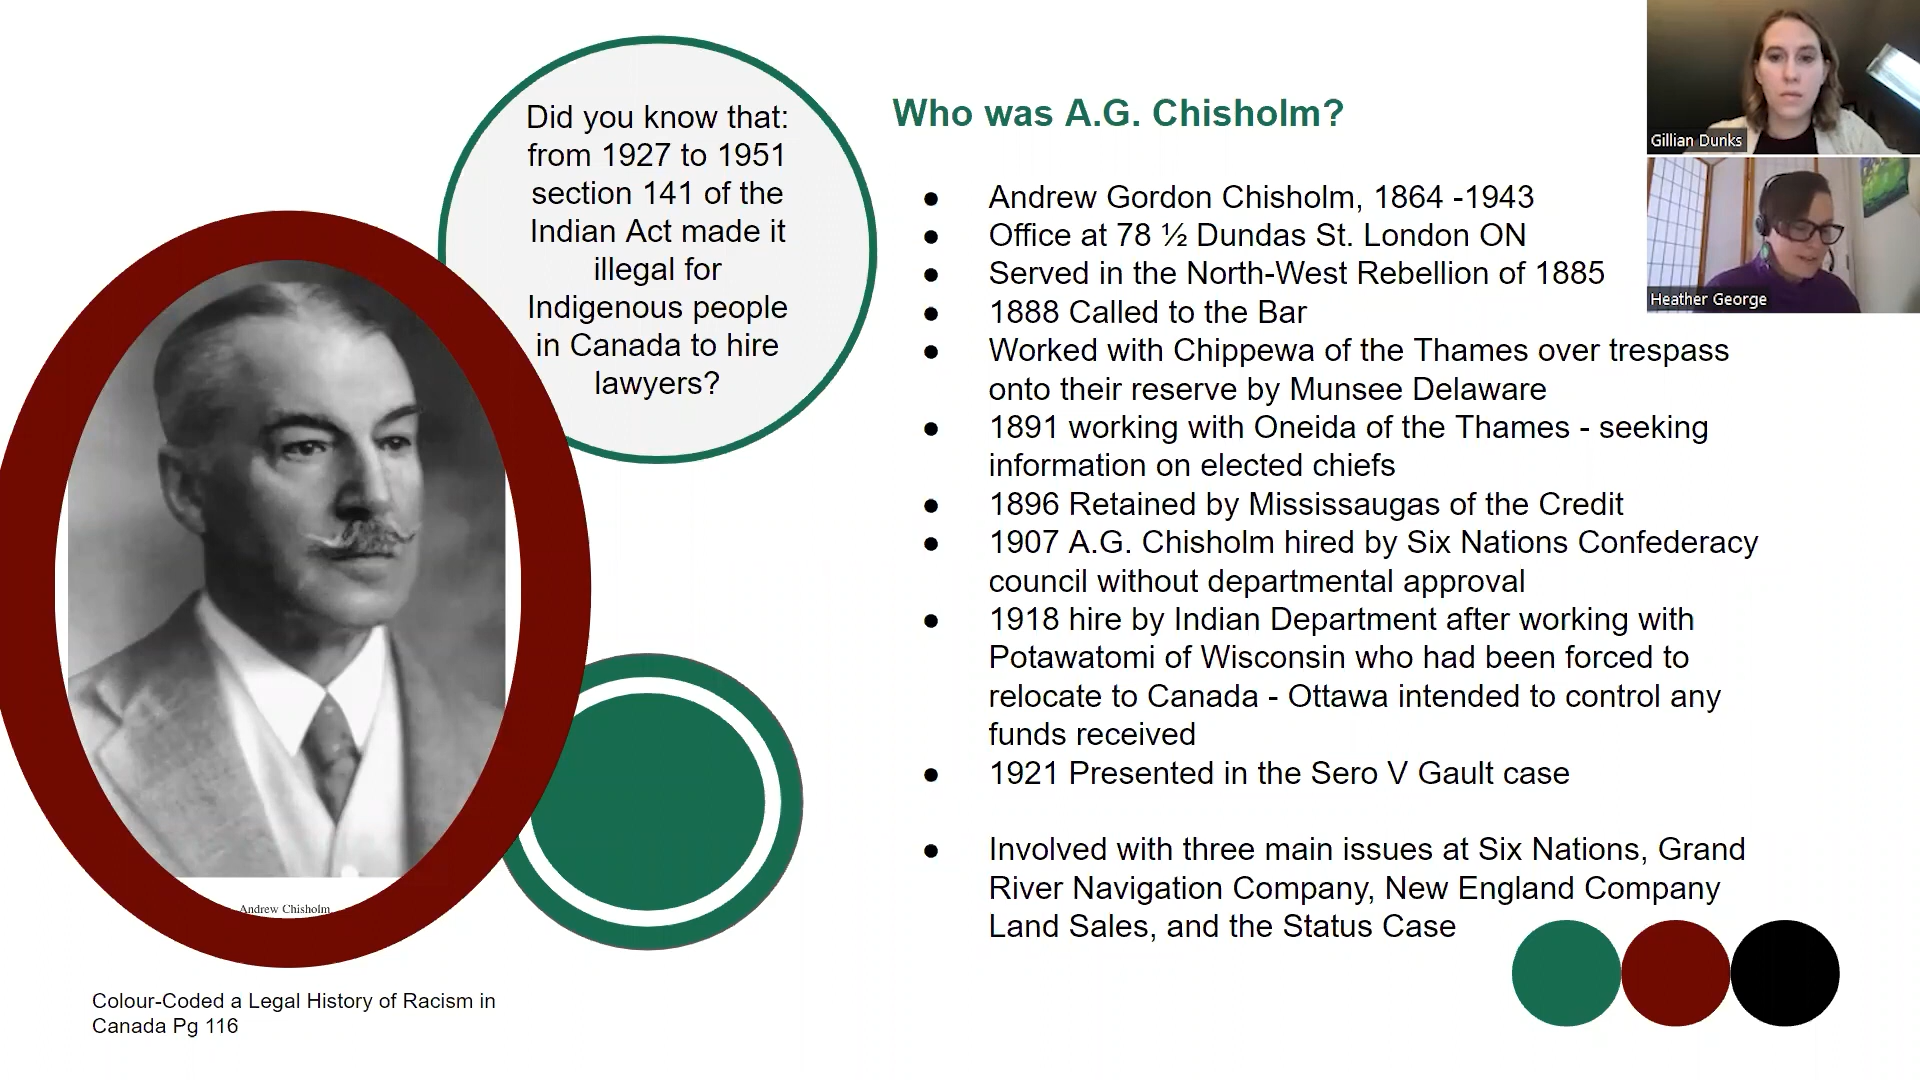 Did you know that:
from 1927 to 1951
section 141 of the
Indian Act made it
illegal for
Indigenous people
in Canada to hire
lawyers?
Andrew Chisholm
Colour-Coded a Legal History of Racism in
Canada Pg 116
Who was A.G. Chisholm?
● Andrew Gordon Chisholm, 1864 -1943
● Office at 78 ½ Dundas St. London ON
● Served in the North-West Rebellion of 1885
● 1888 Called to the Bar
● Worked with Chippewa of the Thames over trespass
onto their reserve by Munsee Delaware
● 1891 working with Oneida of the Thames - seeking
information on elected chiefs
● 1896 Retained by Mississaugas of the Credit
● 1907 A.G. Chisholm hired by Six Nations Confederacy
council without departmental approval
● 1918 hire by Indian Department after working with
Potawatomi of Wisconsin who had been forced to
relocate to Canada - Ottawa intended to control any
funds received
● 1921 Presented in the Sero V Gault case
● Involved with three main issues at Six Nations, Grand
River Navigation Company, New England Company
Land Sales, and the Status Case
Gillian Dunks
Heather George